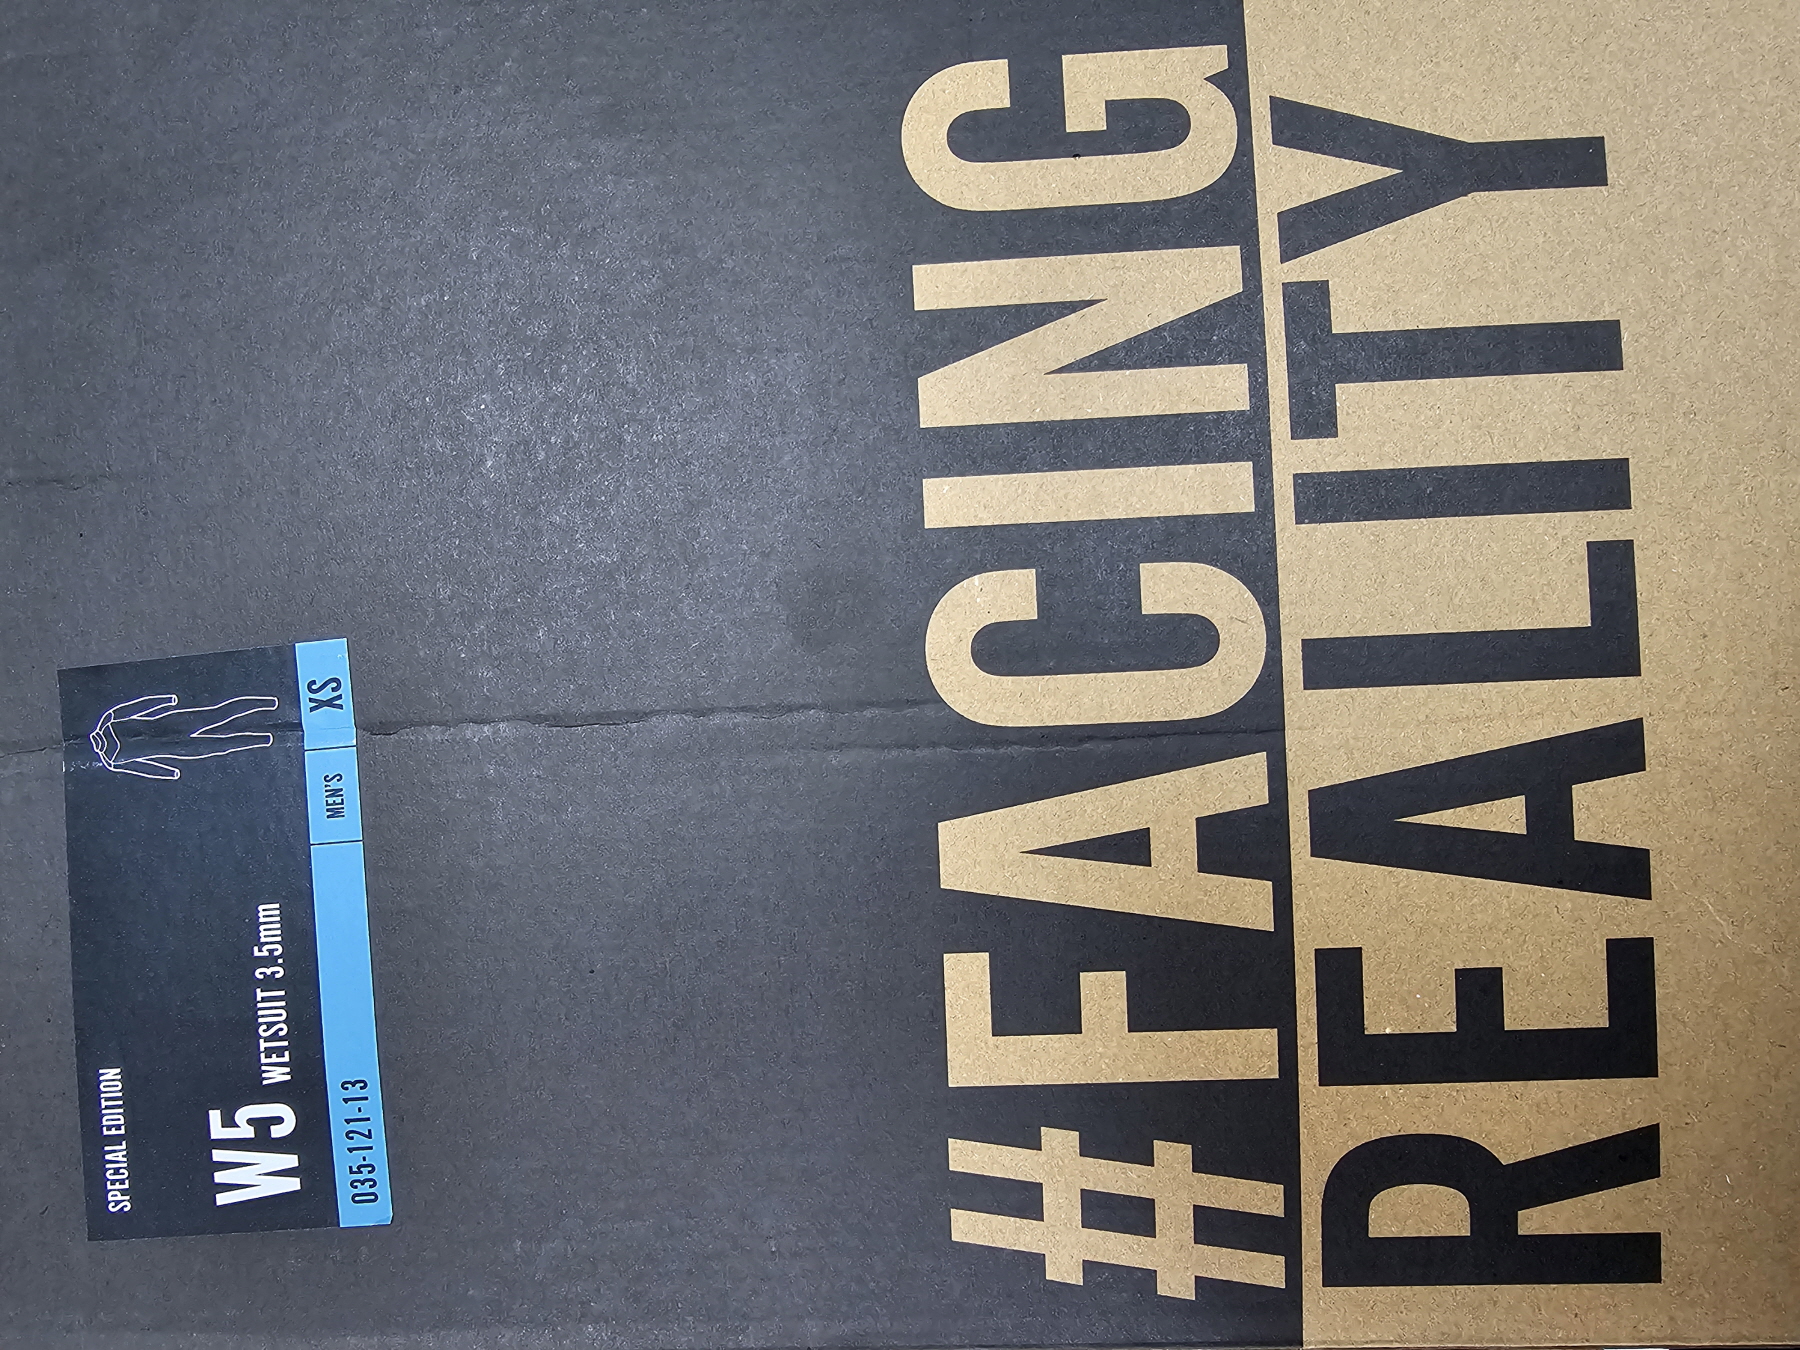 SPECIAL EDITION
W5 WETSUIT 3.5mm
035-121-13 MEN'S XS
#FACING
REALITY